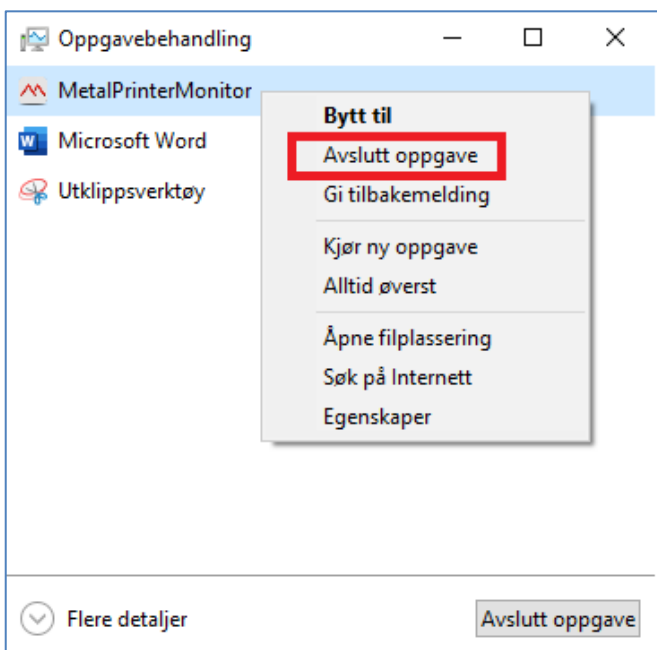 Oppgavebehandling
MetalPrinterMonitor
Microsoft Word
Utklippsverktøy
Bytt til
Avslutt oppgave
Gi tilbakemelding
Kjør ny oppgave
Alltid øverst
Åpne filplassering
Søk på Internett
Egenskaper
Flere detaljer
Avslutt oppgave